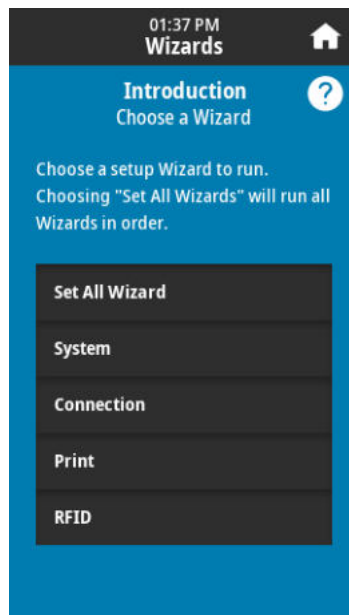 01:37 PM
Wizards
Introduction
?
Choose a Wizard
Choose a setup Wizard to run.
Choosing "Set All Wizards" will run all
Wizards in order.
Set All Wizard
System
Connection
Print
RFID